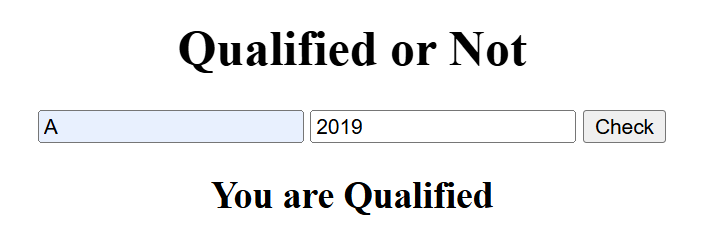 Qualified or Not
A 2019 Check
You are Qualified